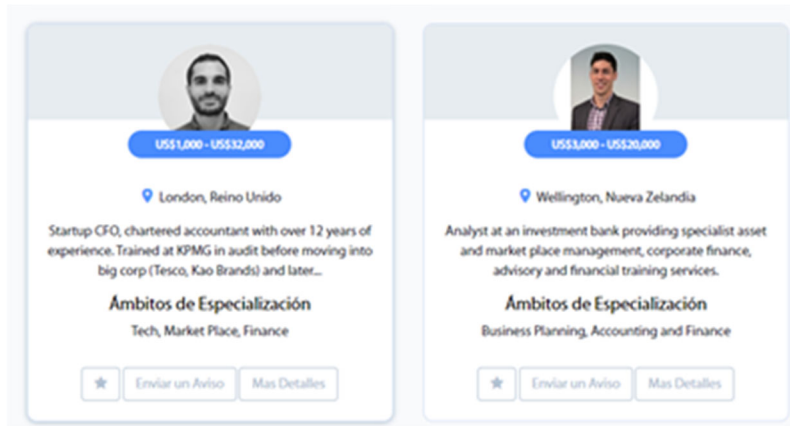 US$1,000 - US$32,000
London, Reino Unido
Startup CFO, chartered accountant with over 12 years of
experience. Trained at KPMG in audit before moving into
big corp (Tesco, Kao Brands) and later...
Ámbitos de Especialización
Tech, Market Place, Finance
Enviar un Aviso
Mas Detalles
US$3,000 - US$20,000
Wellington, Nueva Zelandia
Analyst at an investment bank providing specialist asset
and market place management, corporate finance,
advisory and financial training services.
Ámbitos de Especialización
Business Planning, Accounting and Finance
Enviar un Aviso
Mas Detalles